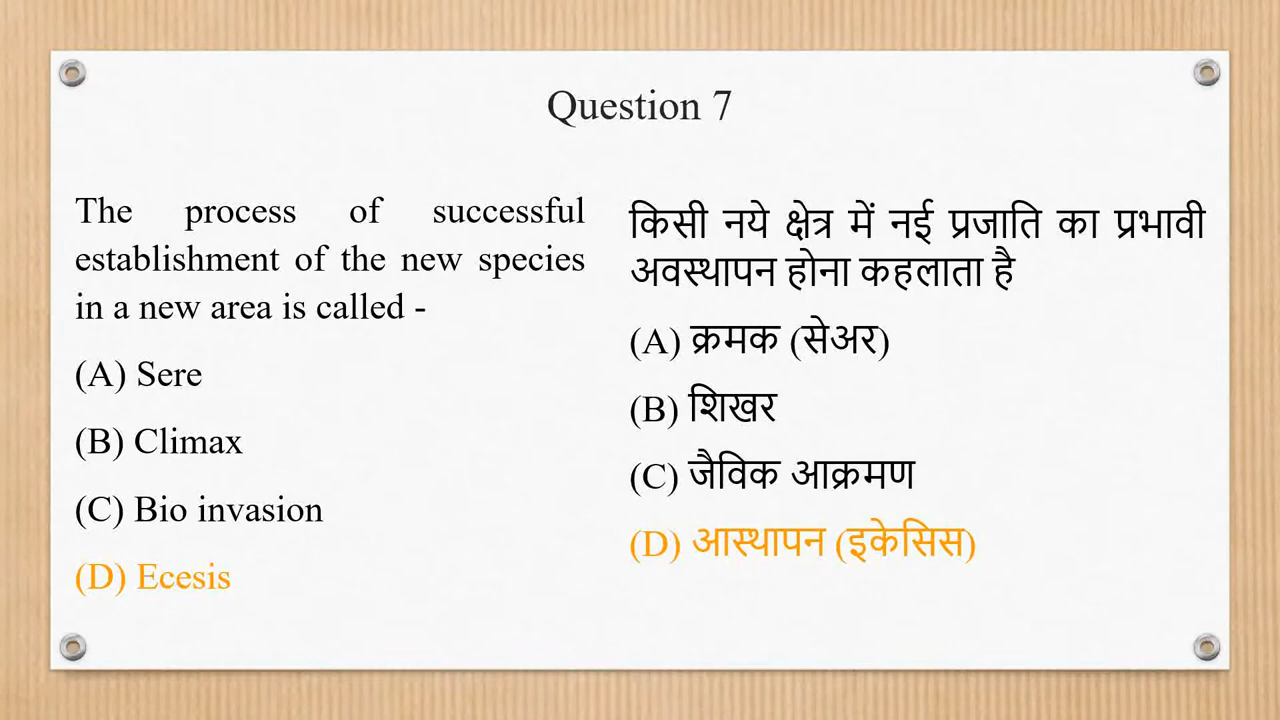 Question 7
The process of successful
establishment of the new species
in a new area is called -
(A) Sere
(B) Climax
(C) Bio invasion
(D) Ecesis
किसी नये क्षेत्र में नई प्रजाति का प्रभावी
अवस्थापन होना कहलाता है
(A) क्रमक (सेअर)
(B) शिखर
(C) जैविक आक्रमण
(D) आस्थापन (इकेसिस)